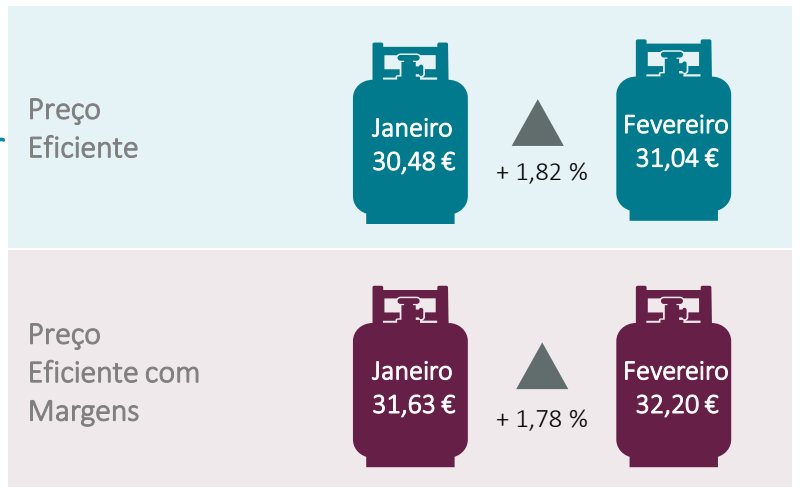 Preço
Eficiente
Janeiro
30,48 €
+ 1,82 %
Fevereiro
31,04 €
Preço
Eficiente com
Margens
Janeiro
31,63 €
+ 1,78 %
Fevereiro
32,20 €